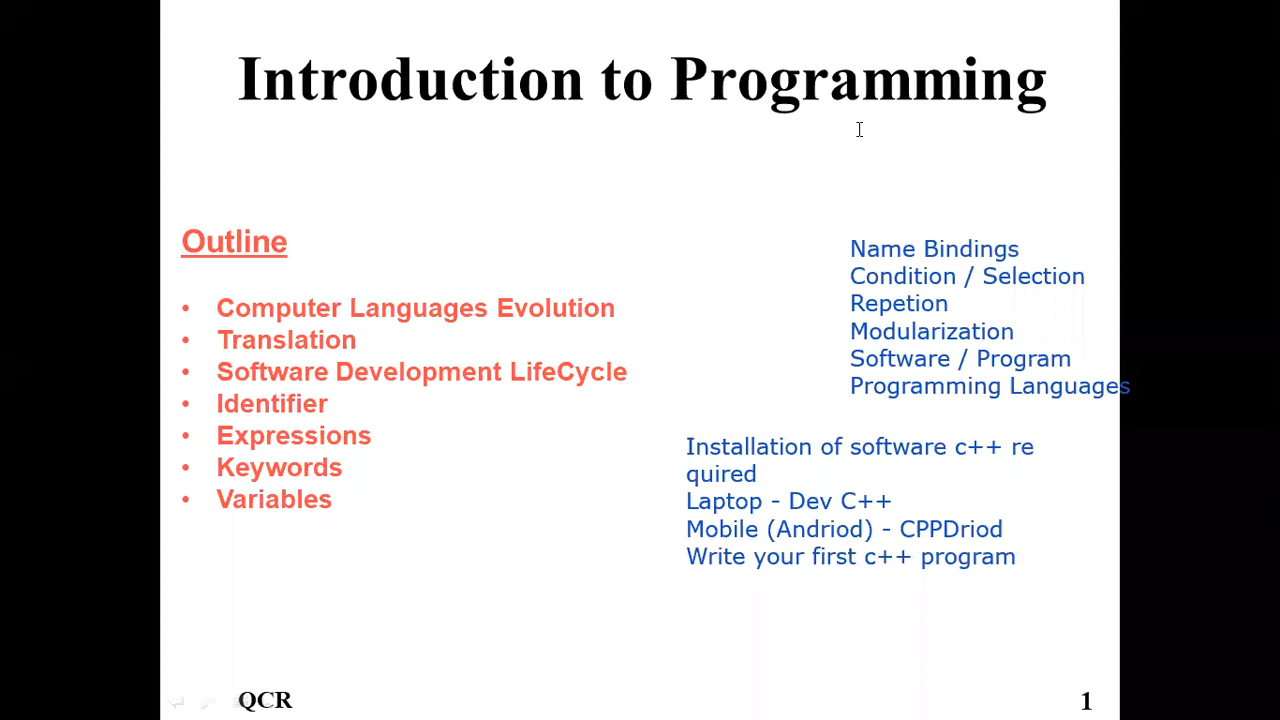 Introduction to Programming
Outline
• Computer Languages Evolution
• Translation
• Software Development LifeCycle
• Identifier
• Expressions
• Keywords
• Variables
Name Bindings
Condition / Selection
Repetion
Modularization
Software / Program
Programming Languages
Installation of software c++ re
quired
Laptop - Dev C++
Mobile (Andriod) - CPPDriod
Write your first c++ program
QCR
1